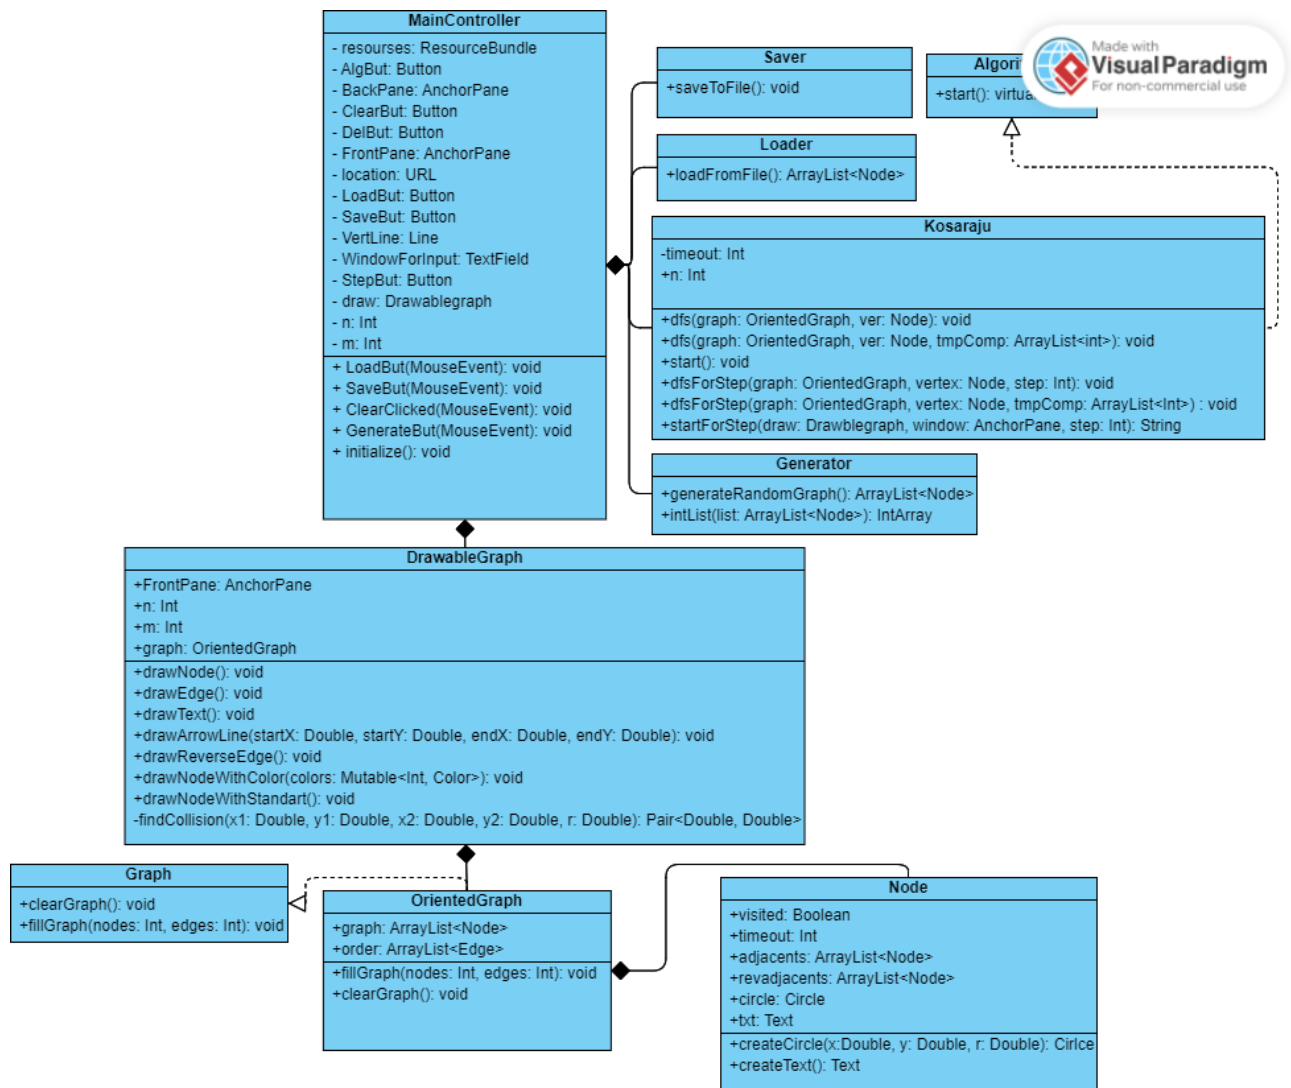 MainController
- resourses: ResourceBundle
- AlgBut: Button
- BackPane: AnchorPane
- ClearBut: Button
- DelBut: Button
- FrontPane: AnchorPane
- location: URL
- LoadBut: Button
- SaveBut: Button
- VertLine: Line
- WindowForInput: TextField
- StepBut: Button
- draw: Drawablegraph
- n: Int
- m: Int
+ LoadBut(MouseEvent): void
+ SaveBut(MouseEvent): void
+ ClearClicked(MouseEvent): void
+ GenerateBut(MouseEvent): void
+ initialize(): void
Saver
+saveToFile(): void
+start():
Made with
Visual Paradigm
For non-commercial use
Loader
+loadFromFile(): ArrayList<Node>
Kosaraju
-timeout: Int
+n: Int
+dfs(graph: OrientedGraph, ver: Node): void
+dfs(graph: OrientedGraph, ver: Node, tmpComp: ArrayList<int>): void
+start(): void
+dfsForStep(graph: OrientedGraph, vertex: Node, step: Int): void
+dfsForStep(graph: OrientedGraph, vertex: Node, tmpComp: ArrayList<Int>) : void
+startForStep(draw: Drawblegraph, window: AnchorPane, step: Int): String
Generator
+generateRandomGraph(): ArrayList<Node>
+intList(list: ArrayList<Node>): IntArray
DrawableGraph
+FrontPane: AnchorPane
+n: Int
+m: Int
+graph: OrientedGraph
+drawNode(): void
+drawEdge(): void
+drawText(): void
+drawArrowLine(startX: Double, startY: Double, endX: Double, endY: Double): void
+drawReverseEdge(): void
+drawNodeWithColor(colors: Mutable<Int, Color>): void
+drawNodeWithStandart(): void
-findCollision(x1: Double, y1: Double, x2: Double, y2: Double, r: Double): Pair<Double, Double>
Graph
+clearGraph(): void
+fillGraph(nodes: Int, edges: Int): void
OrientedGraph
+graph: ArrayList<Node>
+order: ArrayList<Edge>
+fillGraph(nodes: Int, edges: Int): void
+clearGraph(): void
Node
+visited: Boolean
+timeout: Int
+adjacents: ArrayList<Node>
+revadjacents: ArrayList<Node>
+circle: Circle
+txt: Text
+createCircle(x:Double, y: Double, r: Double): Cirlce
+createText(): Text